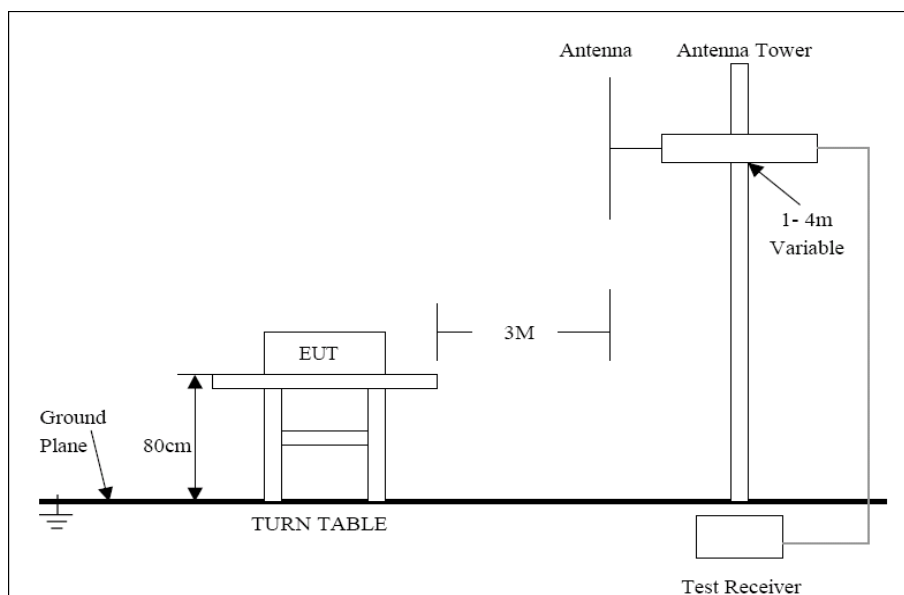 Antenna
Antenna Tower
1- 4m
Variable
3M
EUT
Ground
Plane
80cm
TURN TABLE
Test Receiver